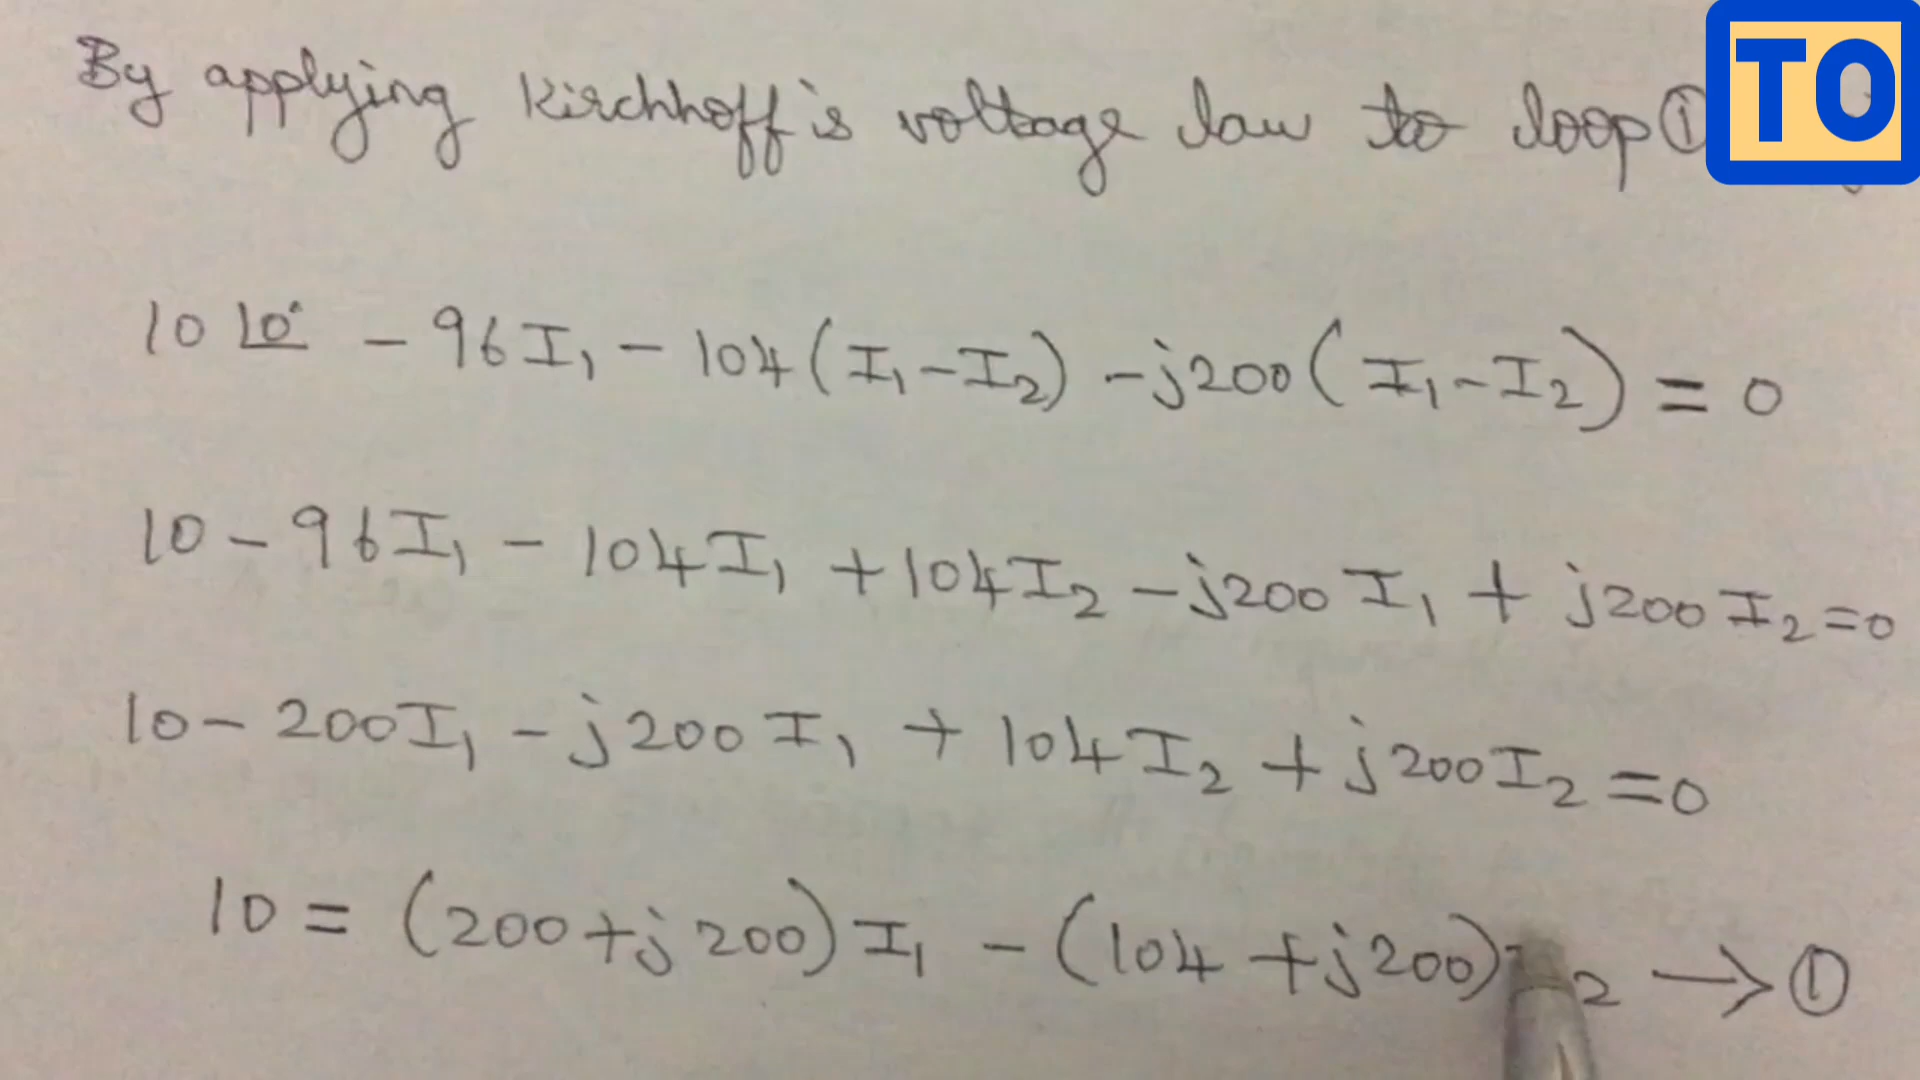 By applying Kirchhoff's voltage law to loop ①
TO
10 ∠0° - 96I₁ - 104(I₁-I₂) -j200(I₁-I₂) = 0
10 - 96I₁ - 104I₁ + 104I₂ - j200I₁ + j200I₂ = 0
10 - 200I₁ - j200I₁ + 104I₂ + j200I₂ = 0
10 = (200+j200)I₁ - (104+j200)I₂ → ①